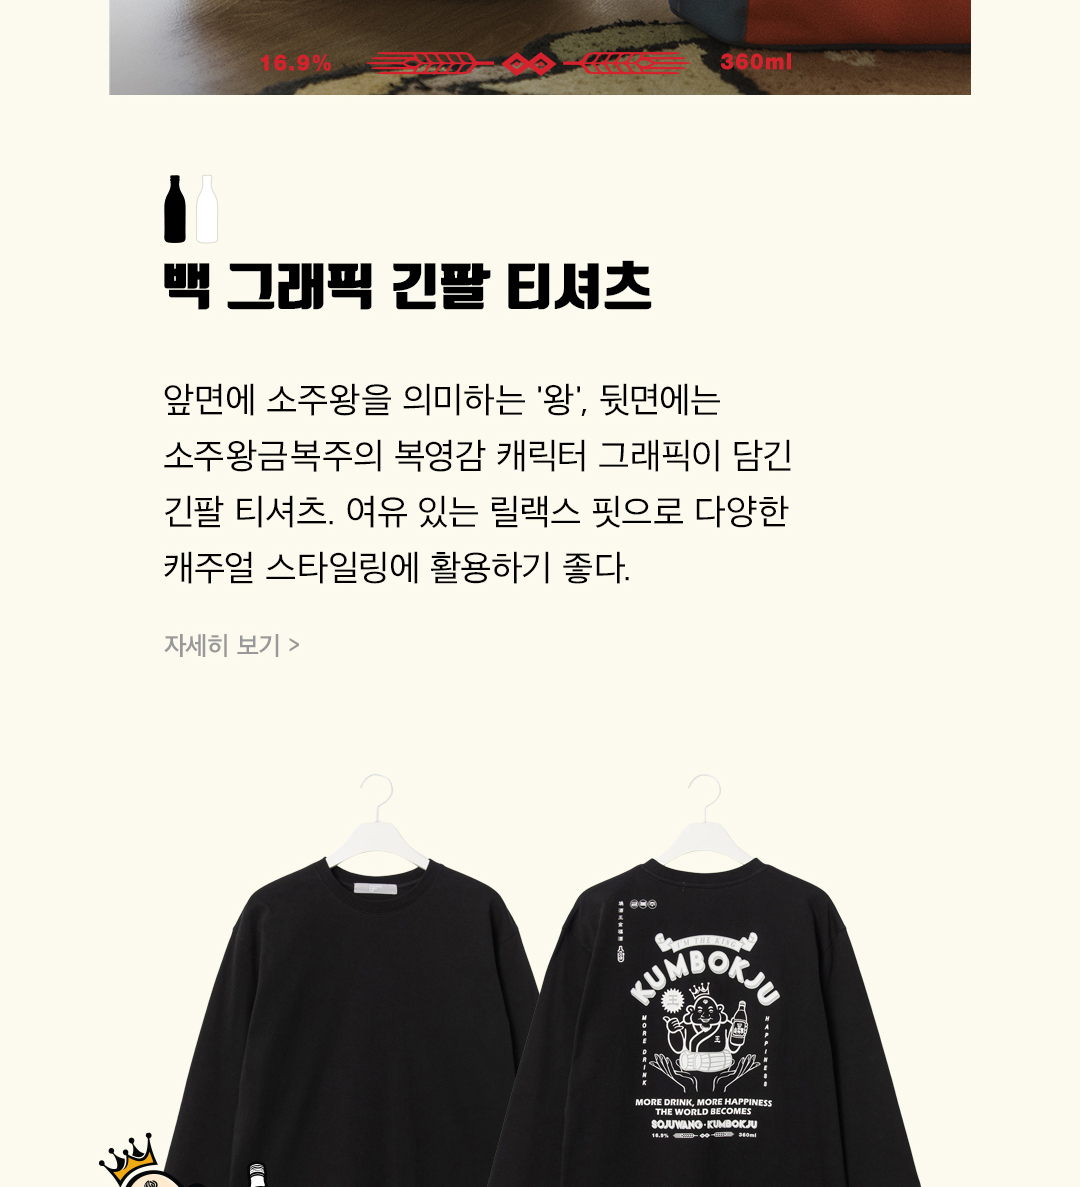 16.9%
360ml
백 그래픽 긴팔 티셔츠
앞면에 소주왕을 의미하는 '왕', 뒷면에는
소주왕금복주의 복영감 캐릭터 그래픽이 담긴
긴팔 티셔츠. 여유 있는 릴랙스 핏으로 다양한
캐주얼 스타일링에 활용하기 좋다.
자세히 보기 >
I'M THE KING
KUMBOKJU
王
王
MORE DRINK
HAPPINESS
MORE DRINK, MORE HAPPINESS
THE WORLD BECOMES
SOJUWANG·KUMBOKJU
16.9%
360ml